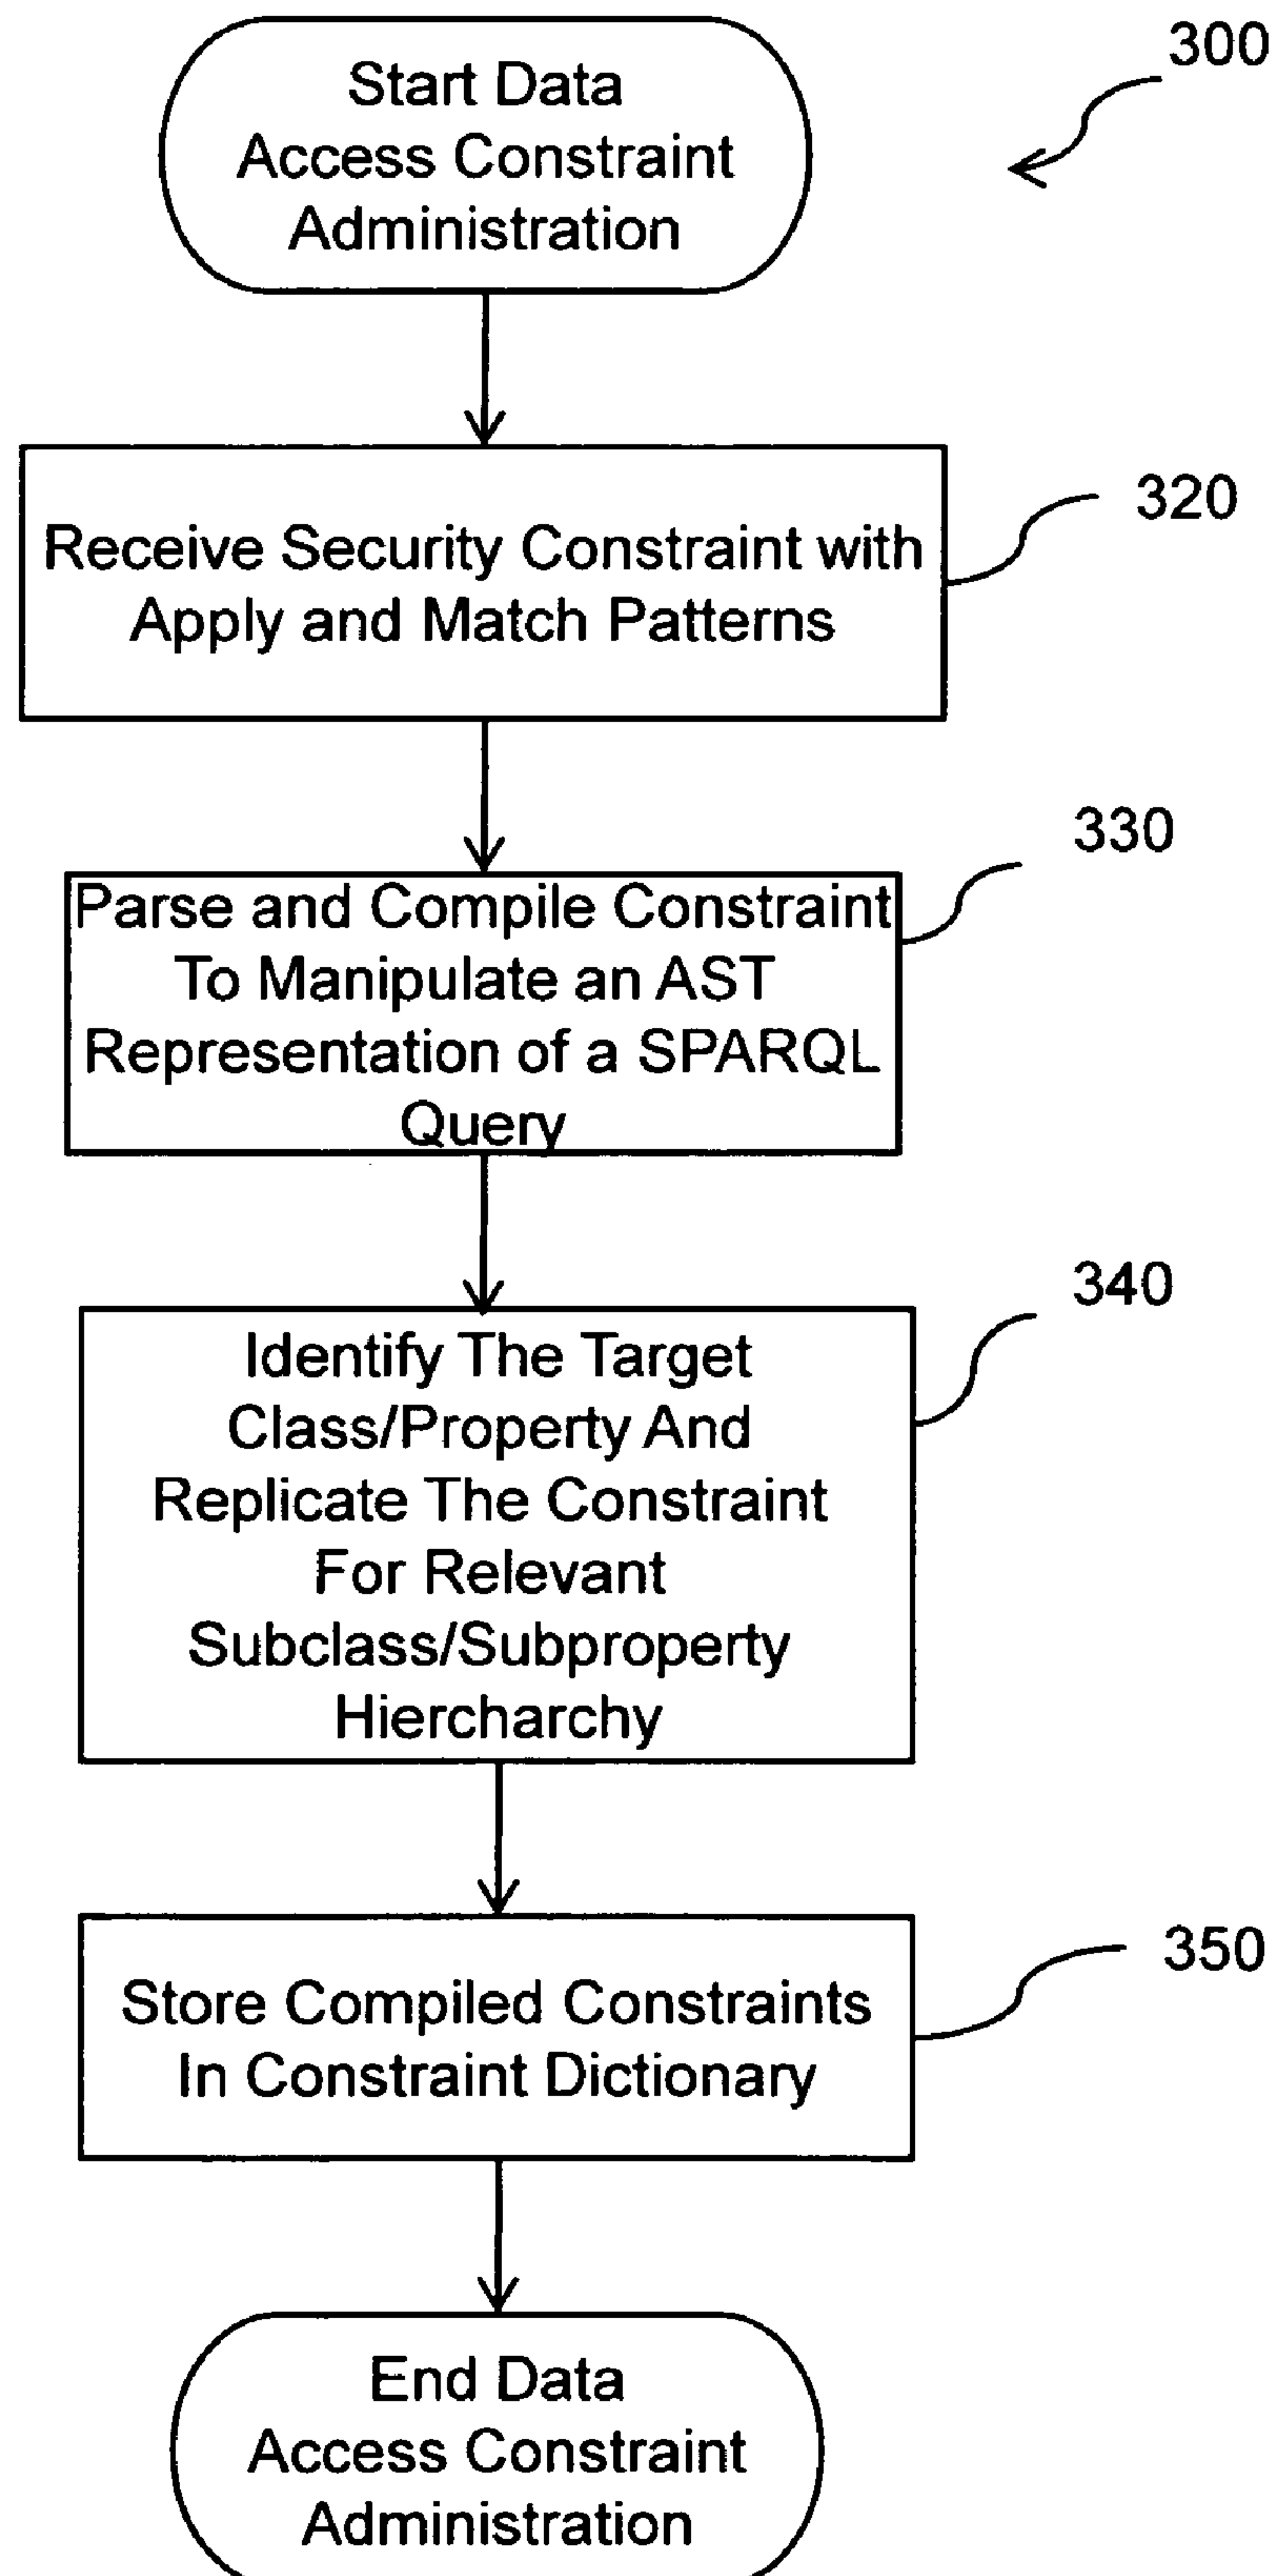 300
Start Data
Access Constraint
Administration
320
Receive Security Constraint with
Apply and Match Patterns
330
Parse and Compile Constraint
To Manipulate an AST
Representation of a SPARQL
Query
340
Identify The Target
Class/Property And
Replicate The Constraint
For Relevant
Subclass/Subproperty
Hiercharchy
350
Store Compiled Constraints
In Constraint Dictionary
End Data
Access Constraint
Administration